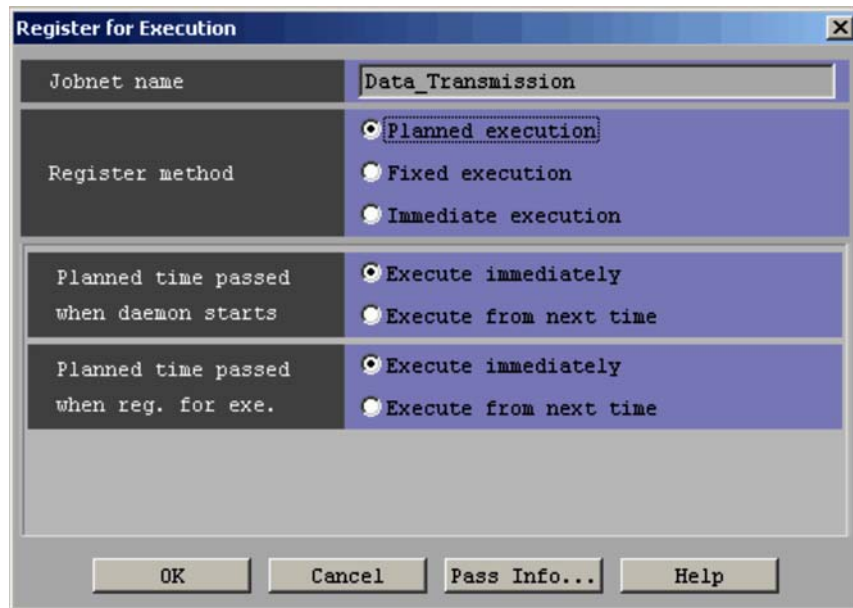 Register for Execution
Jobnet name
Data_Transmission
Register method
Planned execution
Fixed execution
Immediate execution
Planned time passed
when daemon starts
Execute immediately
Execute from next time
Planned time passed
when reg. for exe.
Execute immediately
Execute from next time
OK
Cancel
Pass Info...
Help